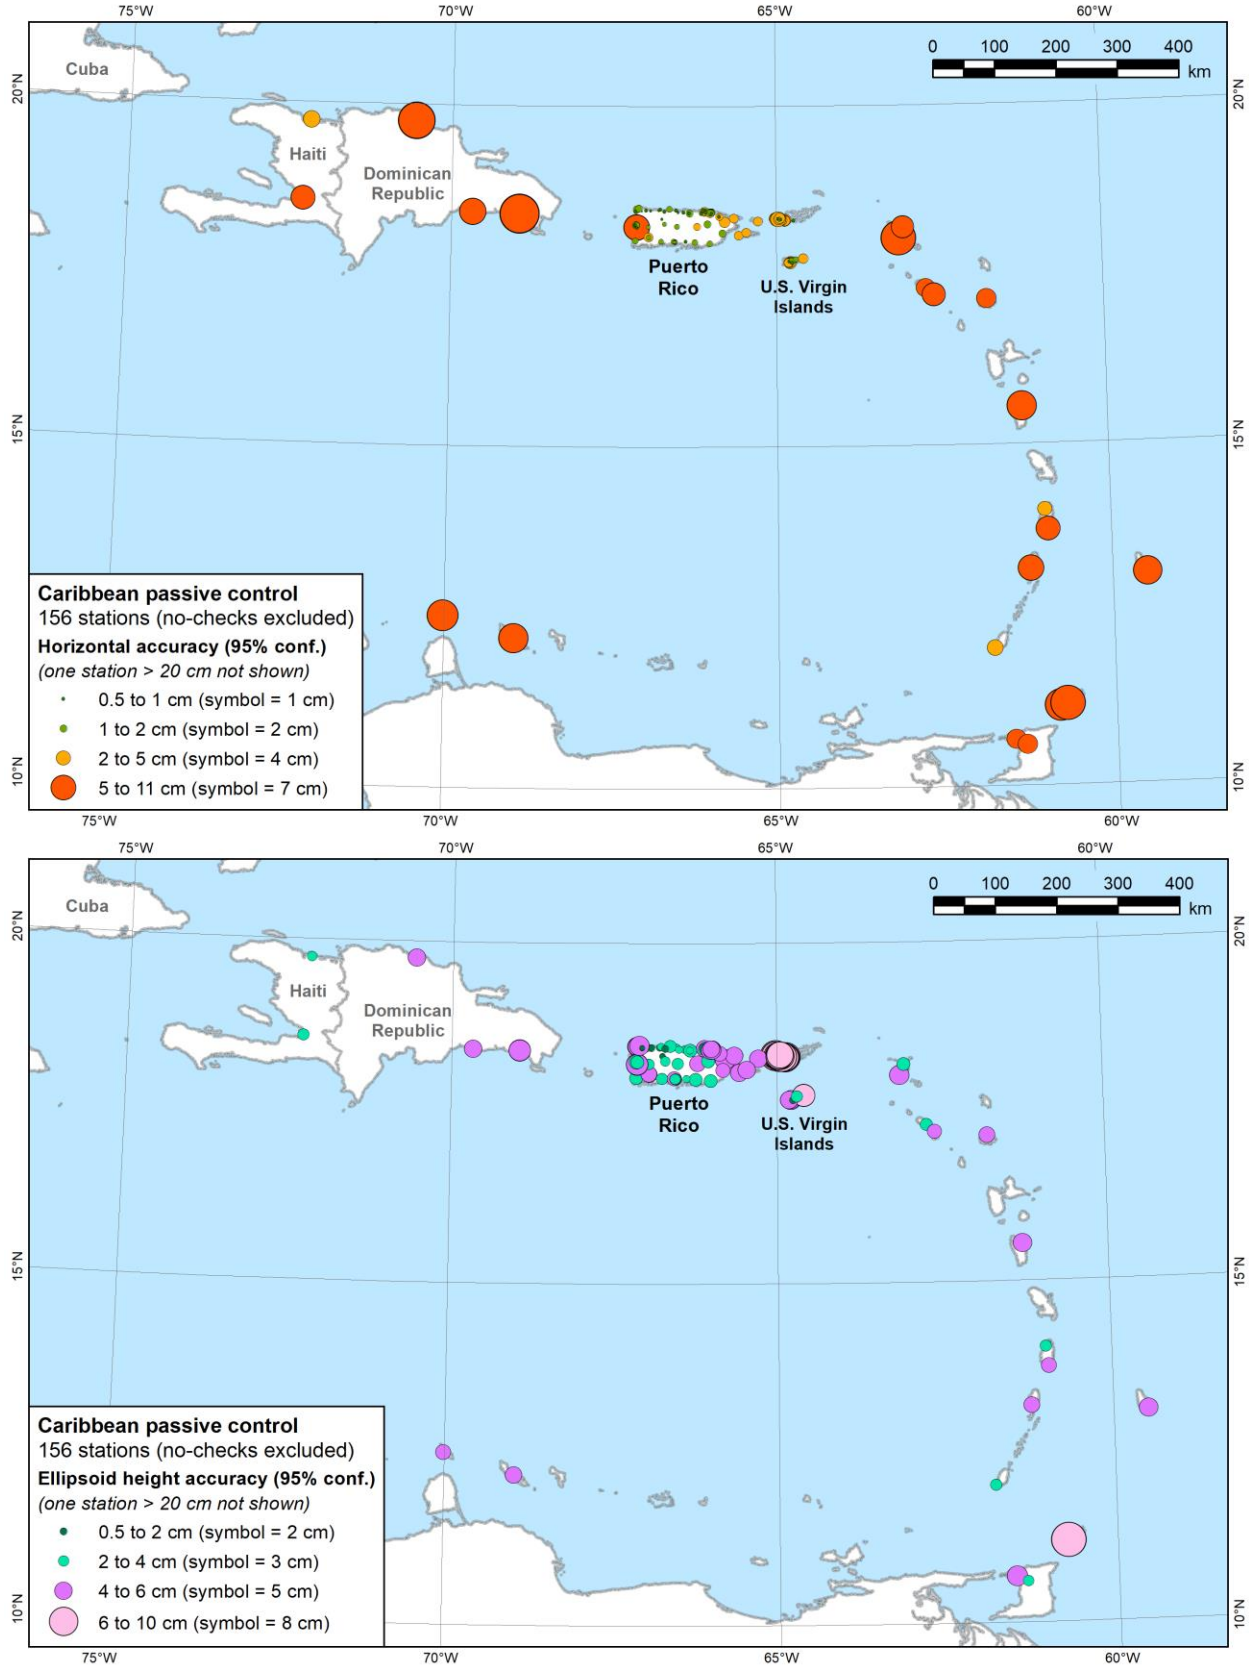 75°W 70°W 65°W 60°W
0 100 200 300 400
km
Cuba
20°N
20°N
Haiti
Dominican
Republic
Puerto
Rico
U.S. Virgin
Islands
15°N
15°N
Caribbean passive control
156 stations (no-checks excluded)
Horizontal accuracy (95% conf.)
(one station > 20 cm not shown)
0.5 to 1 cm (symbol = 1 cm)
1 to 2 cm (symbol = 2 cm)
2 to 5 cm (symbol = 4 cm)
5 to 11 cm (symbol = 7 cm)
10°N
10°N
75°W 70°W 65°W 60°W
75°W 70°W 65°W 60°W
0 100 200 300 400
km
Cuba
20°N
20°N
Haiti
Dominican
Republic
Puerto
Rico
U.S. Virgin
Islands
15°N
15°N
Caribbean passive control
156 stations (no-checks excluded)
Ellipsoid height accuracy (95% conf.)
(one station > 20 cm not shown)
0.5 to 2 cm (symbol = 2 cm)
2 to 4 cm (symbol = 3 cm)
4 to 6 cm (symbol = 5 cm)
6 to 10 cm (symbol = 8 cm)
10°N
10°N
75°W 70°W 65°W 60°W